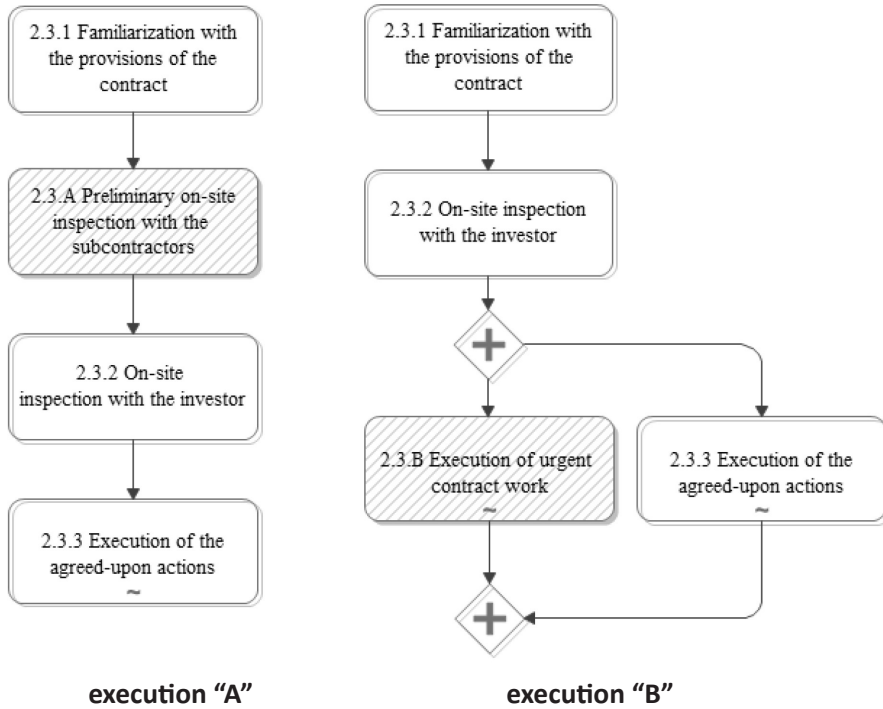 2.3.1 Familiarization with
the provisions of the
contract
2.3.A Preliminary on-site
inspection with the
subcontractors
2.3.2 On-site
inspection with the investor
2.3.3 Execution of the
agreed-upon actions
~
execution “A”
2.3.1 Familiarization with
the provisions of the
contract
2.3.2 On-site inspection
with the investor
2.3.B Execution of urgent
contract work
~
2.3.3 Execution of the
agreed-upon actions
~
execution “B”